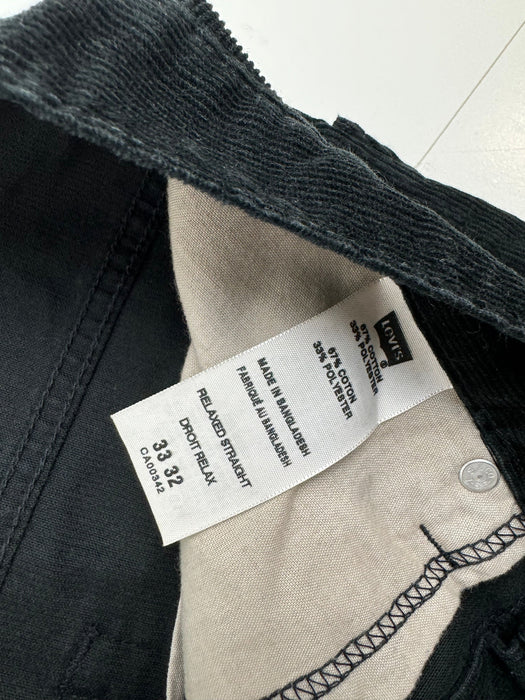 LOVI'S
®
67% COTTON
33% POLYESTER
67% COTON
33% POLYESTER
MADE IN BANGLADESH
FABRIQUÉ AU BANGLADESH
RELAXED STRAIGHT
DROIT RELAX
33 32
CA00342